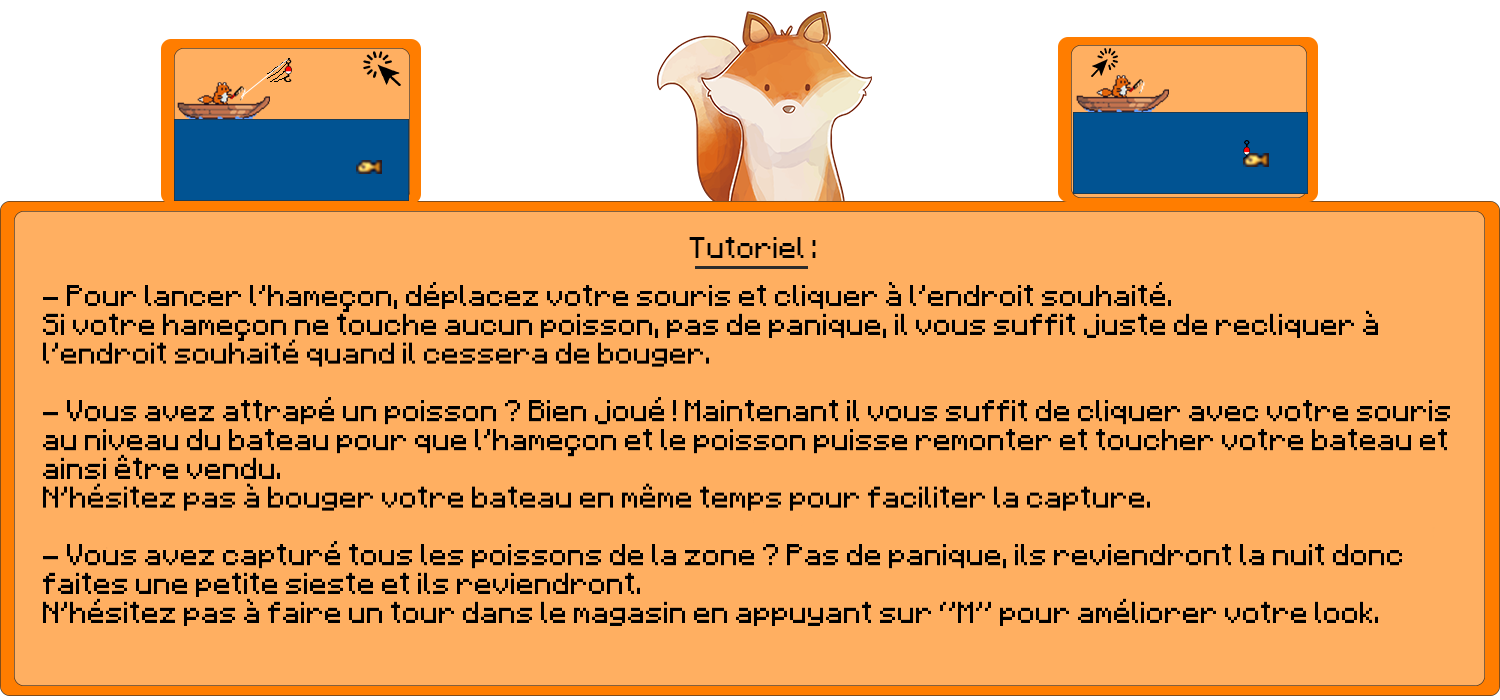 Tutoriel :
- Pour lancer l'hameçon, déplacez votre souris et cliquer à l'endroit souhaité.
Si votre hameçon ne touche aucun poisson, pas de panique, il vous suffit juste de recliquer à
l'endroit souhaité quand il cessera de bouger.
- Vous avez attrapé un poisson ? Bien joué ! Maintenant il vous suffit de cliquer avec votre souris
au niveau du bateau pour que l'hameçon et le poisson puisse remonter et toucher votre bateau et
ainsi être vendu.
N'hésitez pas à bouger votre bateau en même temps pour faciliter la capture.
- Vous avez capturé tous les poissons de la zone ? Pas de panique, ils reviendront la nuit donc
faites une petite sieste et ils reviendront.
N'hésitez pas à faire un tour dans le magasin en appuyant sur "M" pour améliorer votre look.